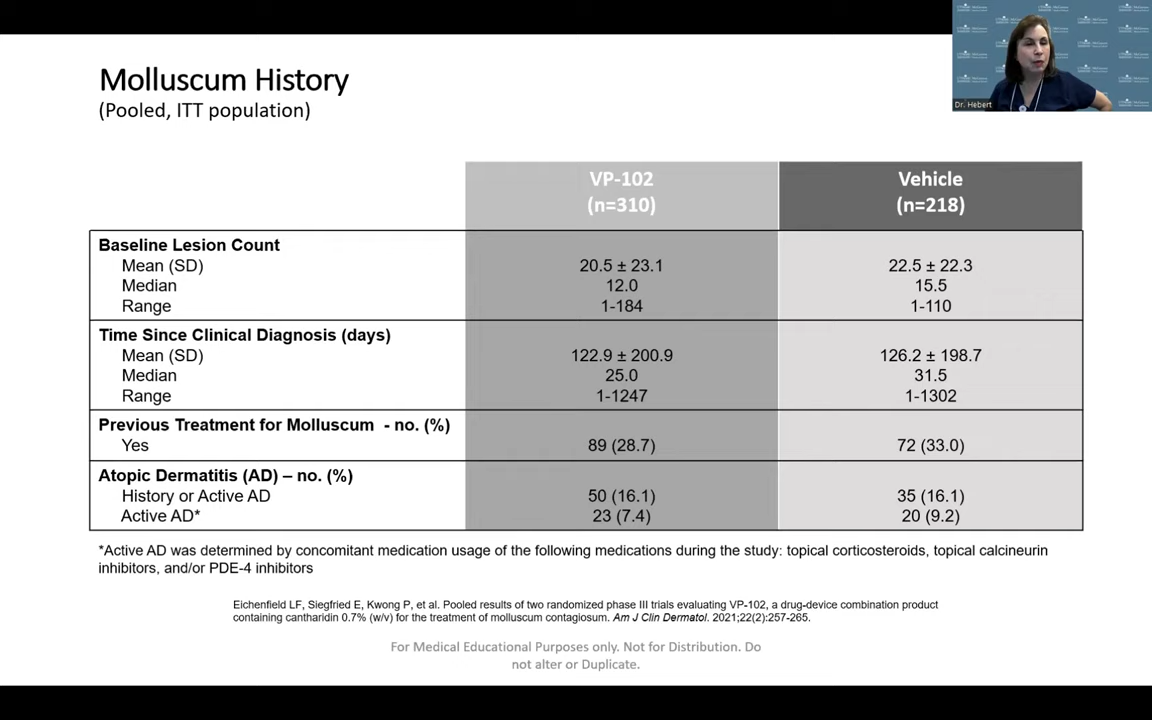 Molluscum History
(Pooled, ITT population)
Dr. Hebert
VP-102 Vehicle
(n=310) (n=218)
Baseline Lesion Count
Mean (SD) 20.5 ± 23.1 22.5 ± 22.3
Median 12.0 15.5
Range 1-184 1-110
Time Since Clinical Diagnosis (days)
Mean (SD) 122.9 ± 200.9 126.2 ± 198.7
Median 25.0 31.5
Range 1-1247 1-1302
Previous Treatment for Molluscum - no. (%)
Yes 89 (28.7) 72 (33.0)
Atopic Dermatitis (AD) – no. (%)
History or Active AD 50 (16.1) 35 (16.1)
Active AD* 23 (7.4) 20 (9.2)
*Active AD was determined by concomitant medication usage of the following medications during the study: topical corticosteroids, topical calcineurin
inhibitors, and/or PDE-4 inhibitors
Eichenfield LF, Siegfried E, Kwong P, et al. Pooled results of two randomized phase III trials evaluating VP-102, a drug-device combination product
containing cantharidin 0.7% (w/v) for the treatment of molluscum contagiosum. Am J Clin Dermatol. 2021;22(2):257-265.
For Medical Educational Purposes only. Not for Distribution. Do
not alter or Duplicate.